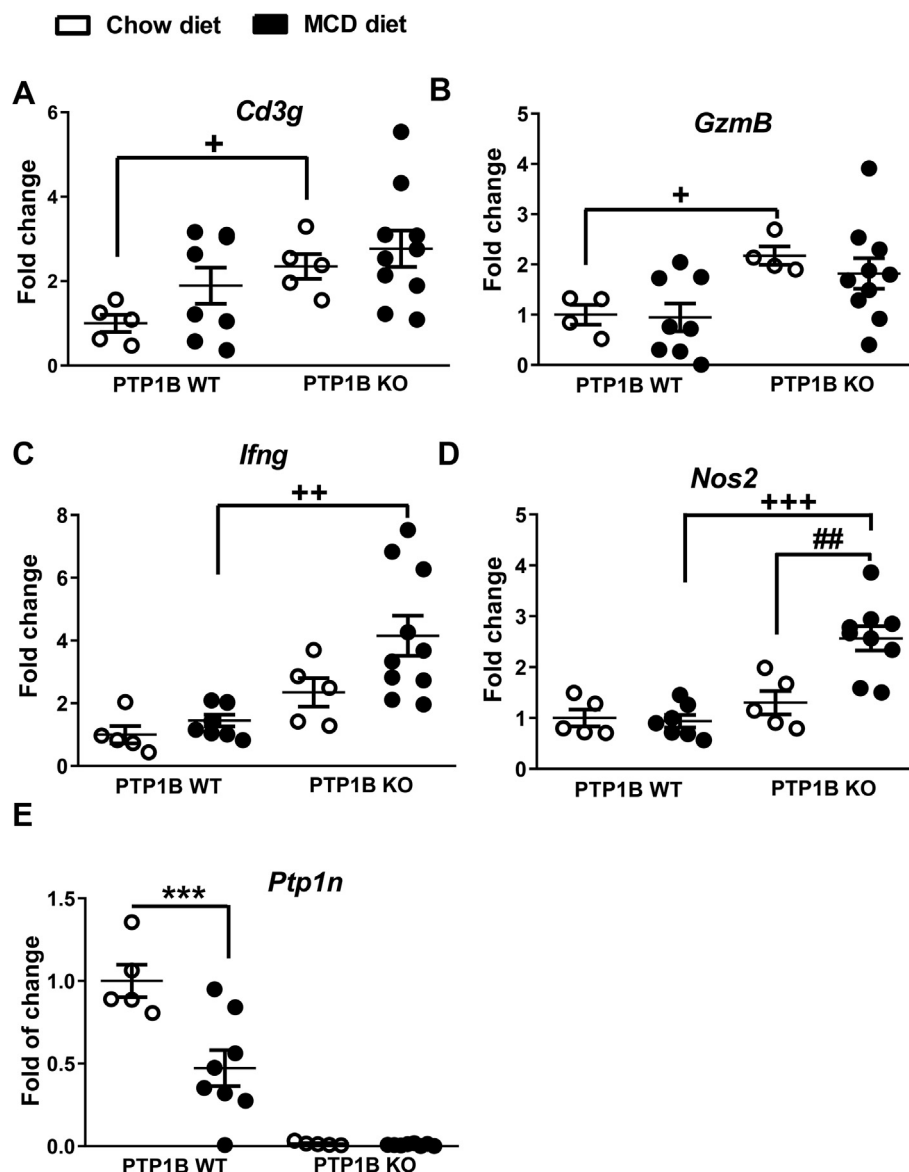 Chow diet MCD diet
A
Cd3g
+
Fold change
6
4
2
0
PTP1B WT PTP1B KO
B
GzmB
+
Fold change
5
4
3
2
1
0
PTP1B WT PTP1B KO
C
Ifng
++
Fold change
8
6
4
2
0
PTP1B WT PTP1B KO
D
Nos2
+++
##
Fold change
5
4
3
2
1
0
PTP1B WT PTP1B KO
E
Ptp1n
***
Fold of change
1.5
1.0
0.5
0.0
PTP1B WT PTP1B KO